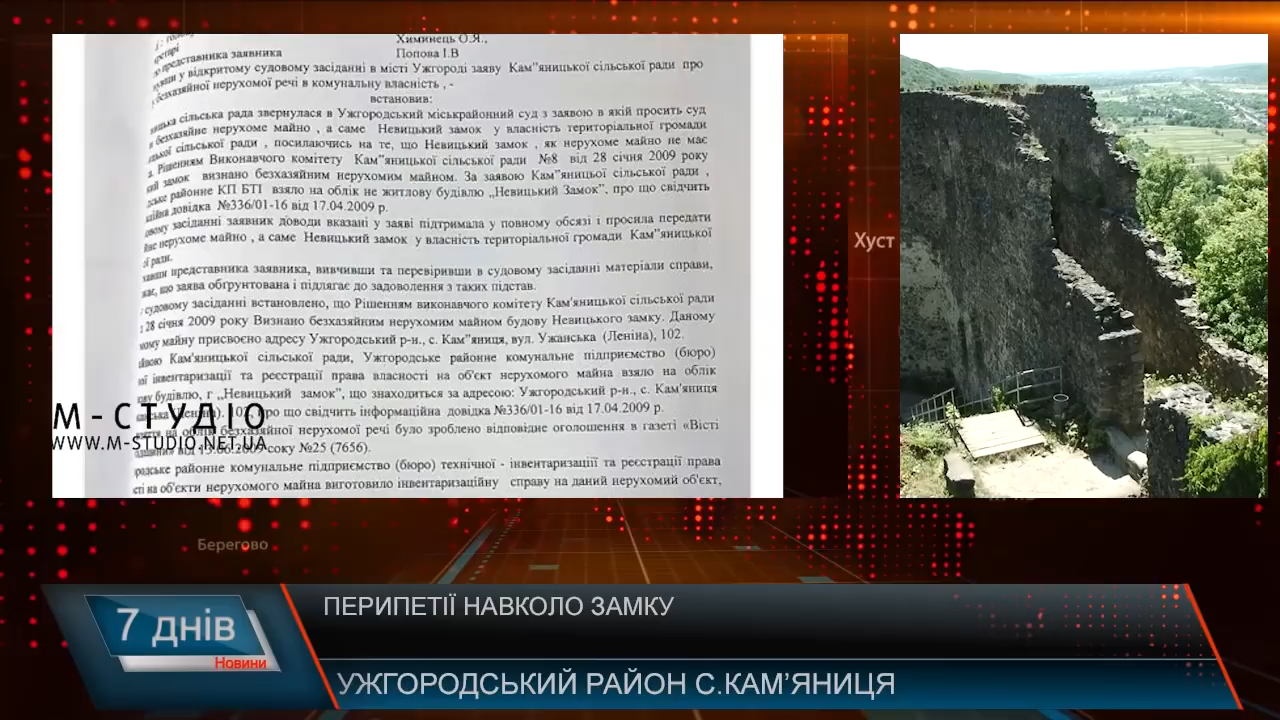 Химинець О.Я.,
представника заявника Попова І.В
у відкритому судовому засіданні в місті Ужгороді заяву Кам"яницької сільської ради про
безхазяйної нерухомої речі в комунальну власність , -
встановив:
сільська рада звернулася в Ужгородський міськрайонний суд з заявою в якій просить суд
безхазяйне нерухоме майно , а саме Невицький замок у власність територіальної громади
сільської ради , посилаючись на те, що Невицький замок , як нерухоме майно не має
Рішенням Виконавчого комітету Кам"яницької сільської ради №8 від 28 січня 2009 року
замок визнано безхазяйним нерухомим майном. За заявою Кам"яницької сільської ради ,
районне КП БТІ взяло на облік не житлову будівлю „Невицький Замок", про що свідчить
довідка №336/01-16 від 17.04.2009 р.
засіданні заявник доводи вказані у заяві підтримала у повному обсязі і просила передати
нерухоме майно , а саме Невицький замок у власність територіальної громади Кам"яницької
ради.
представника заявника, вивчивши та перевіривши в судовому засіданні матеріали справи,
що заява обґрунтована і підлягає до задоволення з таких підстав.
судовому засіданні встановлено, що Рішенням виконавчого комітету Кам'яницької сільської ради
28 січня 2009 року Визнано безхазяйним нерухомим майном будову Невицького замку. Даному
майну присвоєно адресу Ужгородський р-н., с. Кам"яниця, вул. Ужанська (Леніна), 102.
Кам'яницької сільської ради, Ужгородське районне комунальне підприємство (бюро)
інвентаризації та реєстрації права власності на об'єкт нерухомого майна взяло на облік
будівлю, г „Невицький замок", що знаходиться за адресою: Ужгородський р-н., с. Кам'яниця
про що свідчить інформаційна довідка №336/01-16 від 17.04.2009 р.
на облік безхазяйної нерухомої речі було зроблено відповідне оголошення в газеті «Вісті
соку №25 (7656).
районне комунальне підприємство (бюро) технічної - інвентаризаціїї та реєстрації права
на об'єкти нерухомого майна виготовило інвентаризаційну справу на даний нерухомий об'єкт,
М-СТУДІО
WWW.M-STUDIO.NET.UA
Хуст
Берегово
7 днів
Новини
ПЕРИПЕТІЇ НАВКОЛО ЗАМКУ
УЖГОРОДСЬКИЙ РАЙОН С.КАМ'ЯНИЦЯ